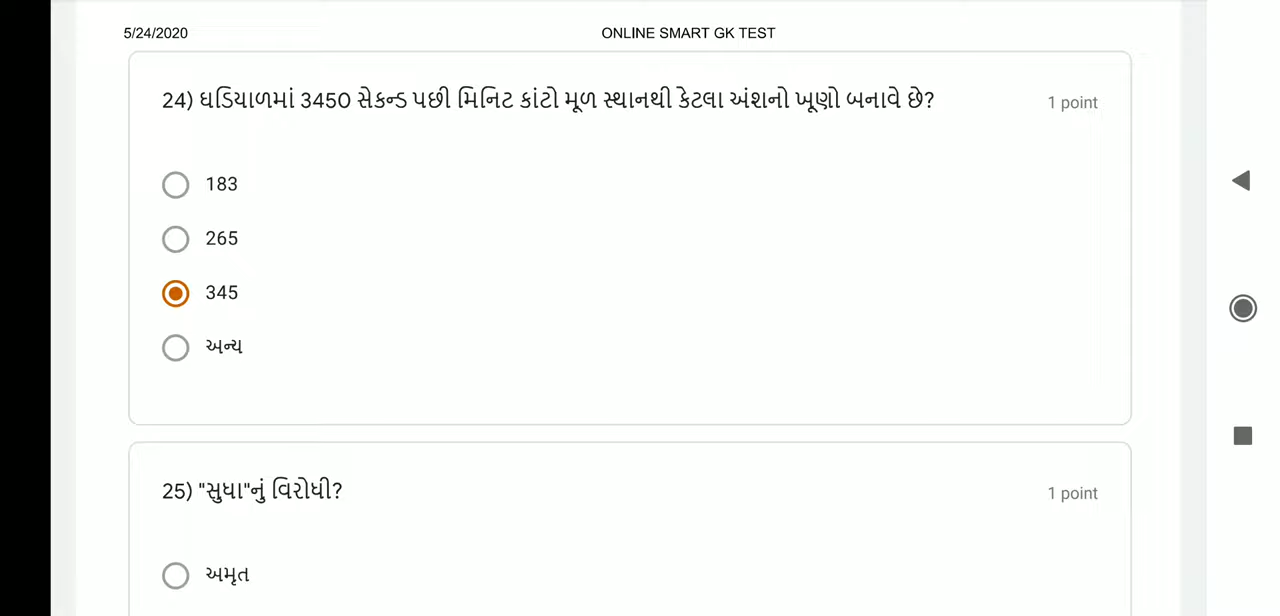 5/24/2020 ONLINE SMART GK TEST
24) ઘડિયાળમાં 3450 સેકન્ડ પછી મિનિટ કાંટો મૂળ સ્થાનથી કેટલા અંશનો ખૂણો બનાવે છે? 1 point
183
265
345
અન્ય
25) "સુધા"નું વિરોધી? 1 point
અમૃત